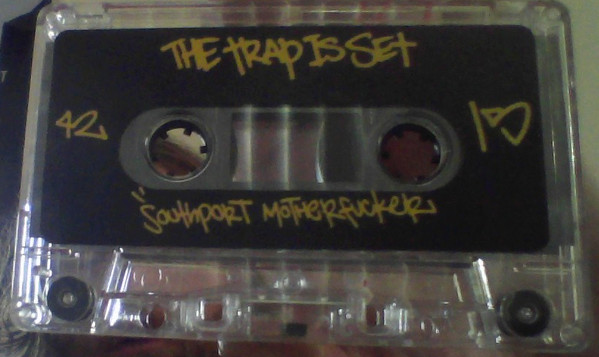 THE TRAP IS SET
42
"SOUTHPORT MOTHERFUCKER
T